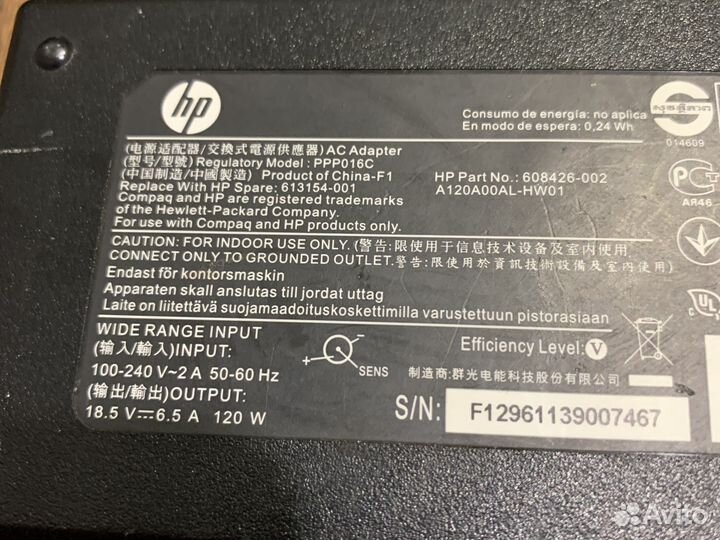 hp
Consumo de energía: no aplica
En modo de espera: 0,24 Wh
014609
(电源适配器/交換式電源供應器) AC Adapter
(型号/型號) Regulatory Model: PPP016C
(中国制造/中國製造) Product of China-F1
Replace With HP Spare: 613154-001
Compaq and HP are registered trademarks
of the Hewlett-Packard Company.
For use with Compaq and HP products only.
HP Part No.: 608426-002
A120A00AL-HW01
АЯ46
CAUTION: FOR INDOOR USE ONLY. (警告:限使用于信息技术设备及室内使用
CONNECT ONLY TO GROUNDED OUTLET. 警告:限使用於資訊技術設備及室內使用)
Endast för kontorsmaskin
Apparaten skall anslutas till jordat uttag
Laite on liitettävä suojamaadoituskoskettimilla varustettuun pistorasiaan
UL
c
WIDE RANGE INPUT
(输入/輸入)INPUT:
100-240 V~2 A 50-60 Hz
(输出/輸出)OUTPUT:
18.5 V⎓6.5 A 120 W
+
SENS
Efficiency Level: V
制造商:群光电能科技股份有限公司
S/N: F12961139007467
Avito